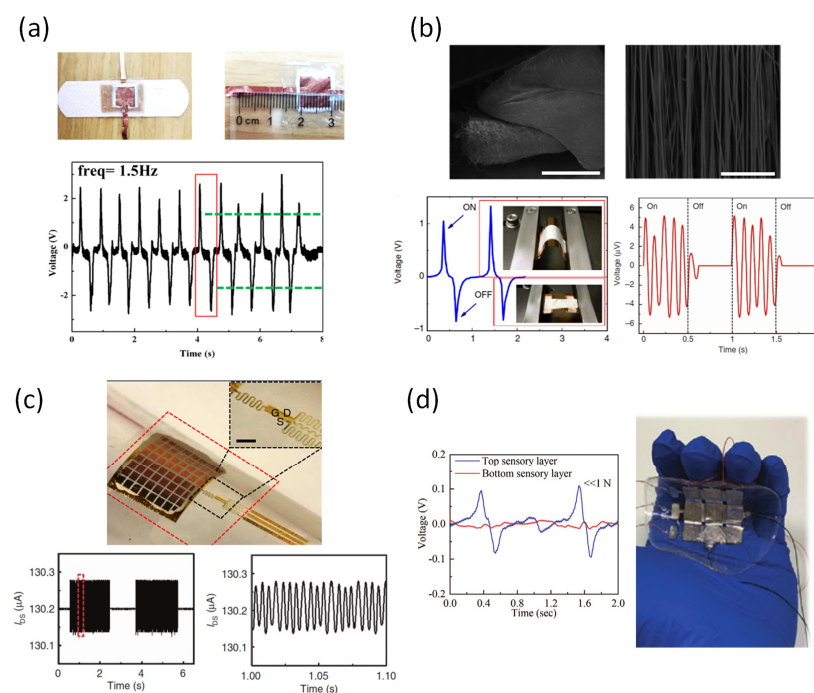 (a)
0 cm 1 2 3
freq= 1.5Hz
Voltage (V)
2
0
-2
0 2 4 6 8
Time (s)
(b)
ON
OFF
Voltage (V)
1
0
-1
0 1 2 3 4
Time (s)
On Off On Off
Voltage (μV)
6
4
2
0
-2
-4
-6
0 0.5 1.0 1.5
Time (s)
(c)
G D
S
130.3
130.2
130.1
I_DS (μA)
0 2 4 6
Time (s)
130.3
130.2
130.1
I_DS (μA)
1.00 1.05 1.10
Time (s)
(d)
Top sensory layer
Bottom sensory layer
<<1 N
Voltage (V)
0.2
0.1
0.0
-0.1
-0.2
0.0 0.4 0.8 1.2 1.6 2.0
Time (sec)